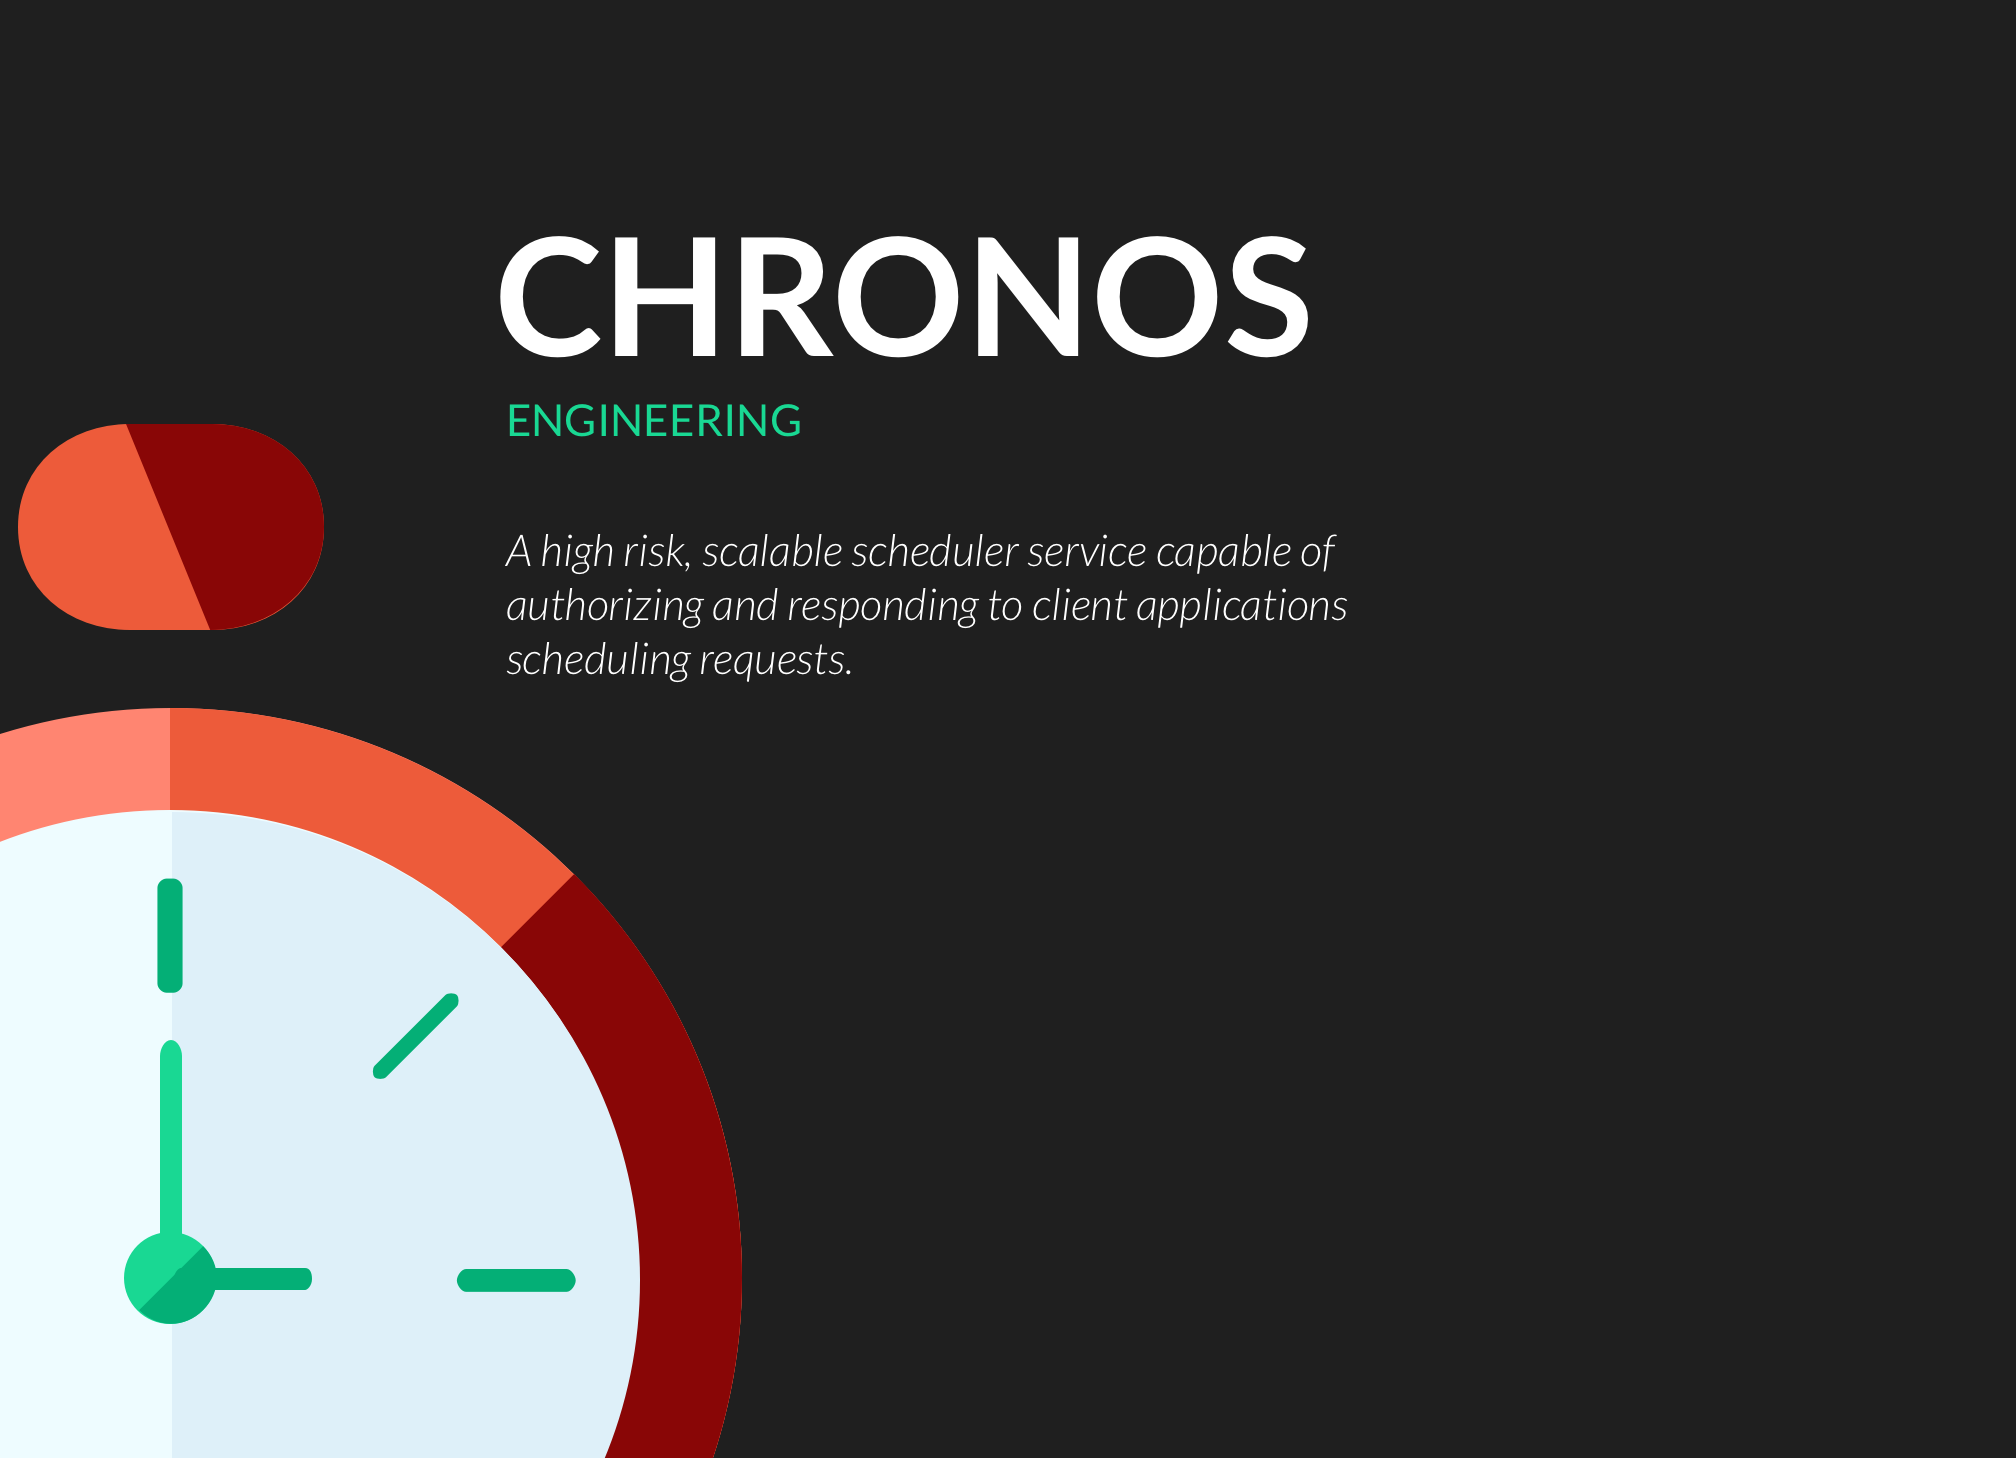 CHRONOS
ENGINEERING
A high risk, scalable scheduler service capable of
authorizing and responding to client applications
scheduling requests.